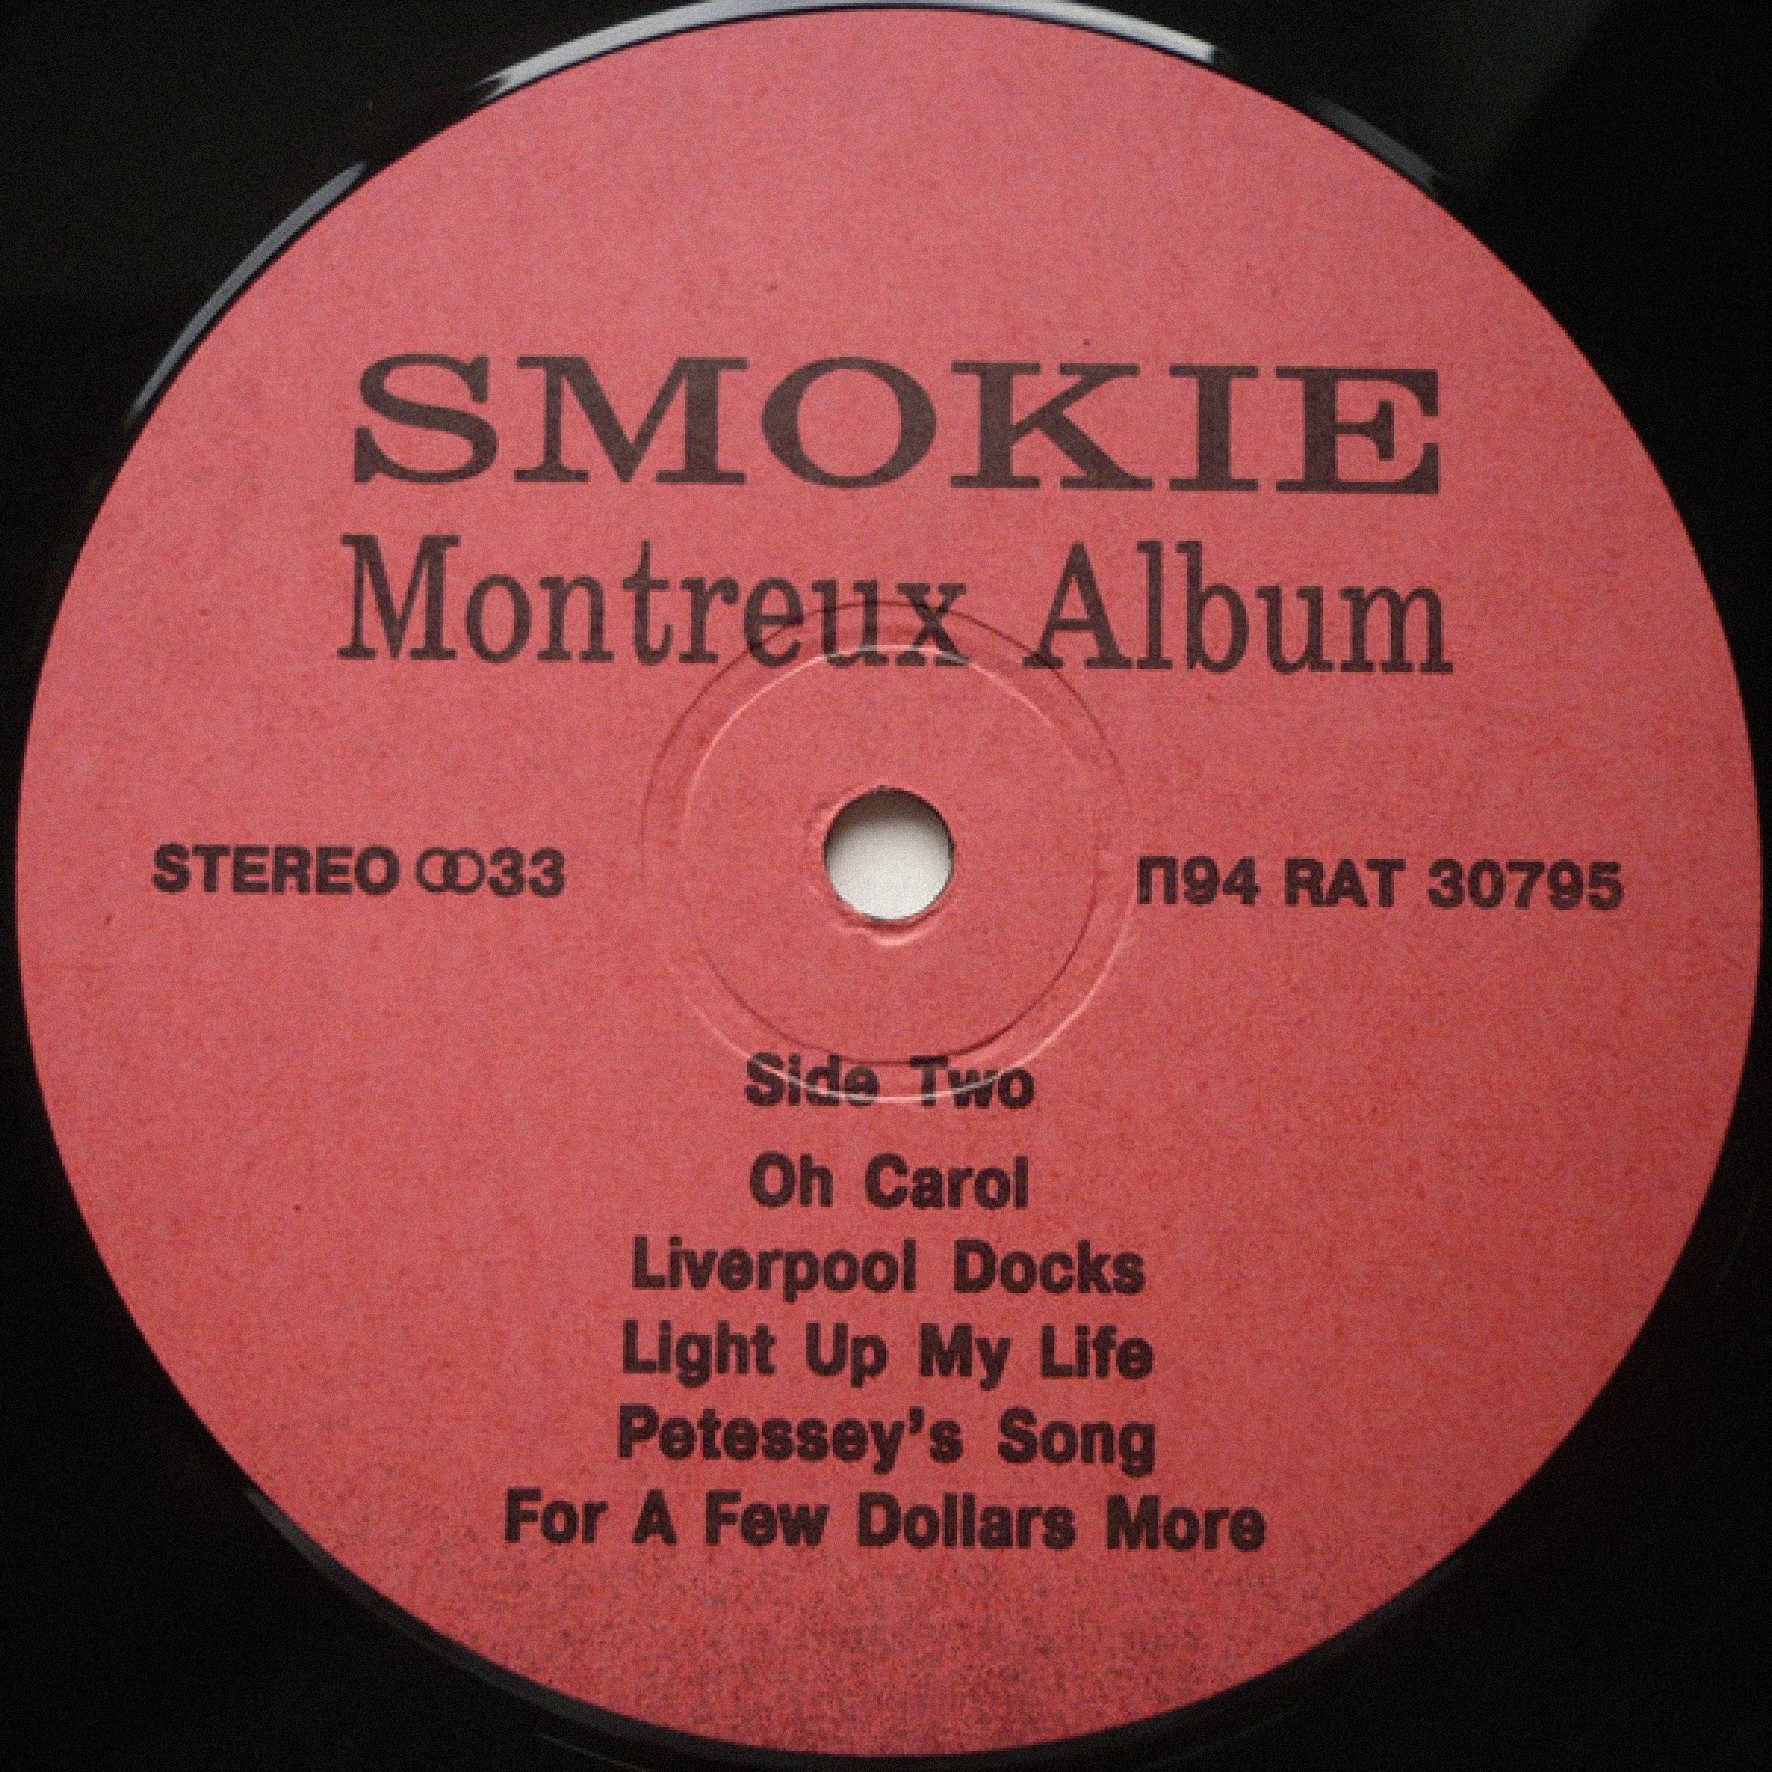 SMOKIE
Montreux Album
STEREO ꝏ33
П94 RAT 30795
Side Two
Oh Carol
Liverpool Docks
Light Up My Life
Petessey's Song
For A Few Dollars More